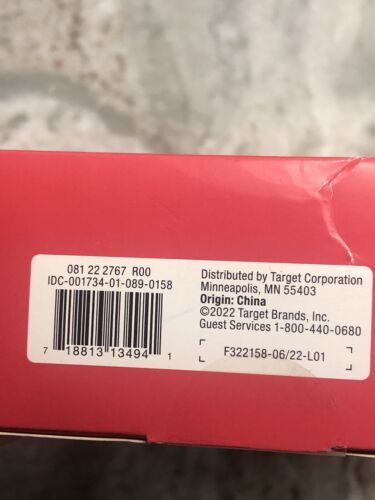 081 22 2767 R00
IDC-001734-01-089-0158
7 18813 13494 1
Distributed by Target Corporation
Minneapolis, MN 55403
Origin: China
©2022 Target Brands, Inc.
Guest Services 1-800-440-0680
F322158-06/22-L01